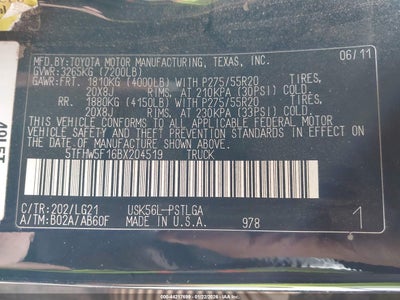 MFD.BY:TOYOTA MOTOR MANUFACTURING, TEXAS, INC.
GVWR:3265KG (7200LB) 06/11
GAWR:FRT. 1810KG (4000LB) WITH P275/55R20 TIRES,
20X8J RIMS, AT 210KPA (30PSI) COLD.
RR. 1880KG (4150LB) WITH P275/55R20 TIRES,
20X8J RIMS, AT 230KPA (33PSI) COLD.
THIS VEHICLE CONFORMS TO ALL APPLICABLE FEDERAL MOTOR
VEHICLE SAFETY STANDARDS IN EFFECT ON
THE DATE OF MANUFACTURE SHOWN ABOVE.
5TFHW5F16BX204519 TRUCK
C/TR:202/LG21 USK56L-PSTLGA
A/TM:B02A/AB60F MADE IN U.S.A. 978 1